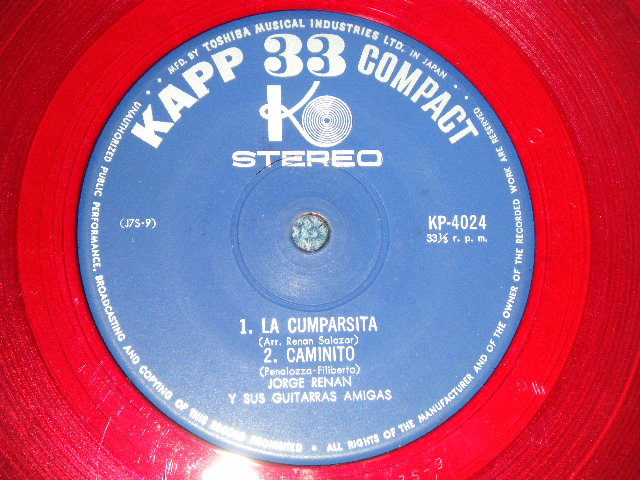 MFD. BY TOSHIBA MUSICAL INDUSTRIES LTD. IN JAPAN
KAPP 33 COMPACT
K
STEREO
(J7S-9)
KP-4024
33⅓ r. p. m.
1. LA CUMPARSITA
(Arr. Renan Salazar)
2. CAMINITO
(Penalozza-Filiberto)
JORGE RENAN
Y SUS GUITARRAS AMIGAS
UNAUTHORIZED PUBLIC PERFORMANCE, BROADCASTING AND COPYING OF THIS RECORD PROHIBITED • ALL RIGHTS OF THE MANUFACTURER AND OF THE OWNER OF THE RECORDED WORK ARE RESERVED